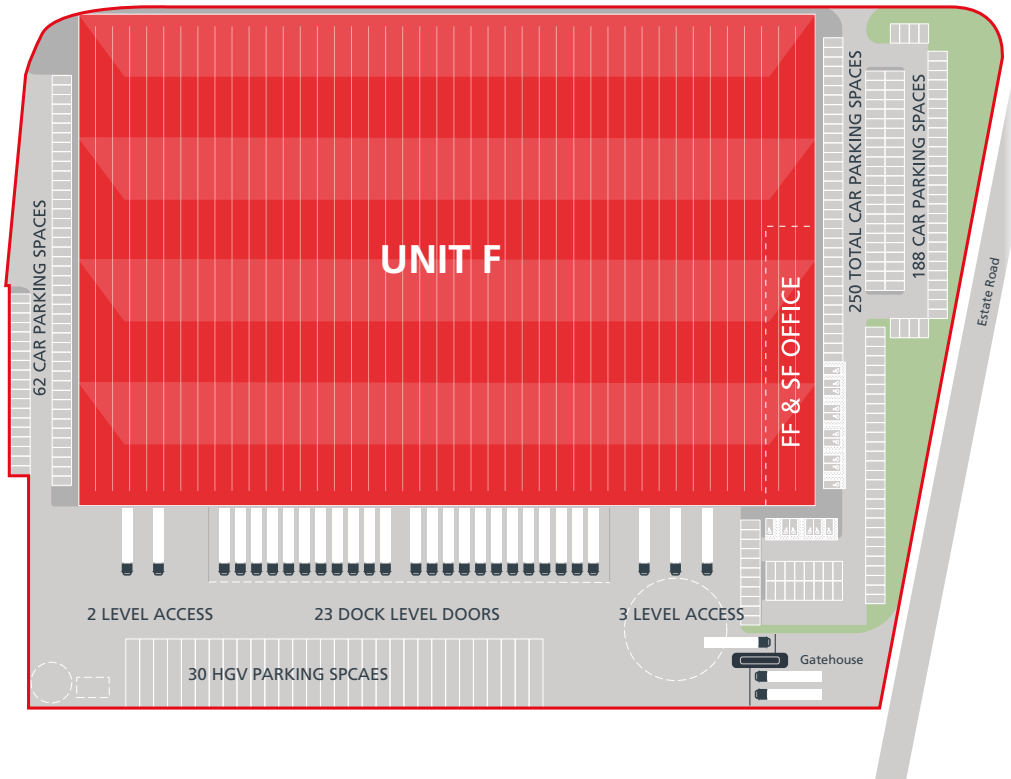 62 CAR PARKING SPACES
UNIT F
FF & SF OFFICE
250 TOTAL CAR PARKING SPACES
188 CAR PARKING SPACES
Estate Road
2 LEVEL ACCESS
23 DOCK LEVEL DOORS
3 LEVEL ACCESS
30 HGV PARKING SPCAES
Gatehouse